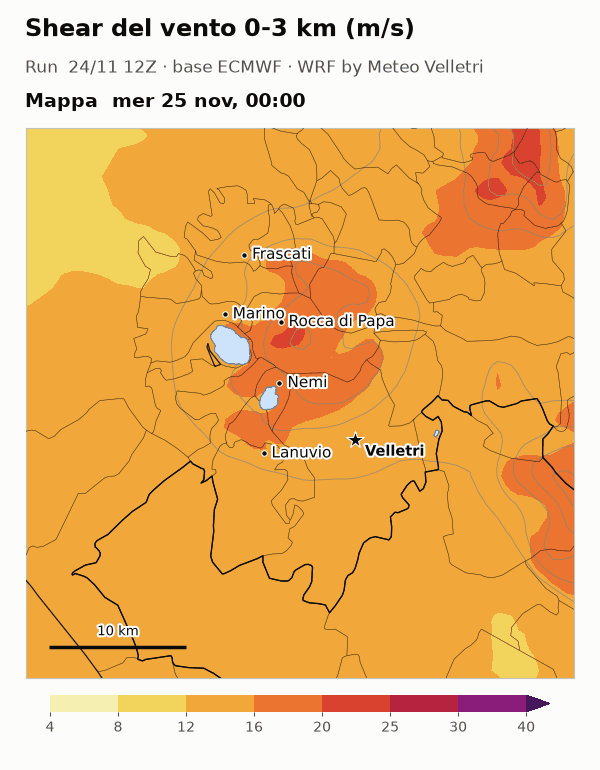 Shear del vento 0-3 km (m/s)
Run  24/11 12Z · base ECMWF · WRF by Meteo Velletri
Mappa  mer 25 nov, 00:00
Frascati
Marino
Rocca di Papa
Nemi
Velletri
Lanuvio
10 km
4 8 12 16 20 25 30 40